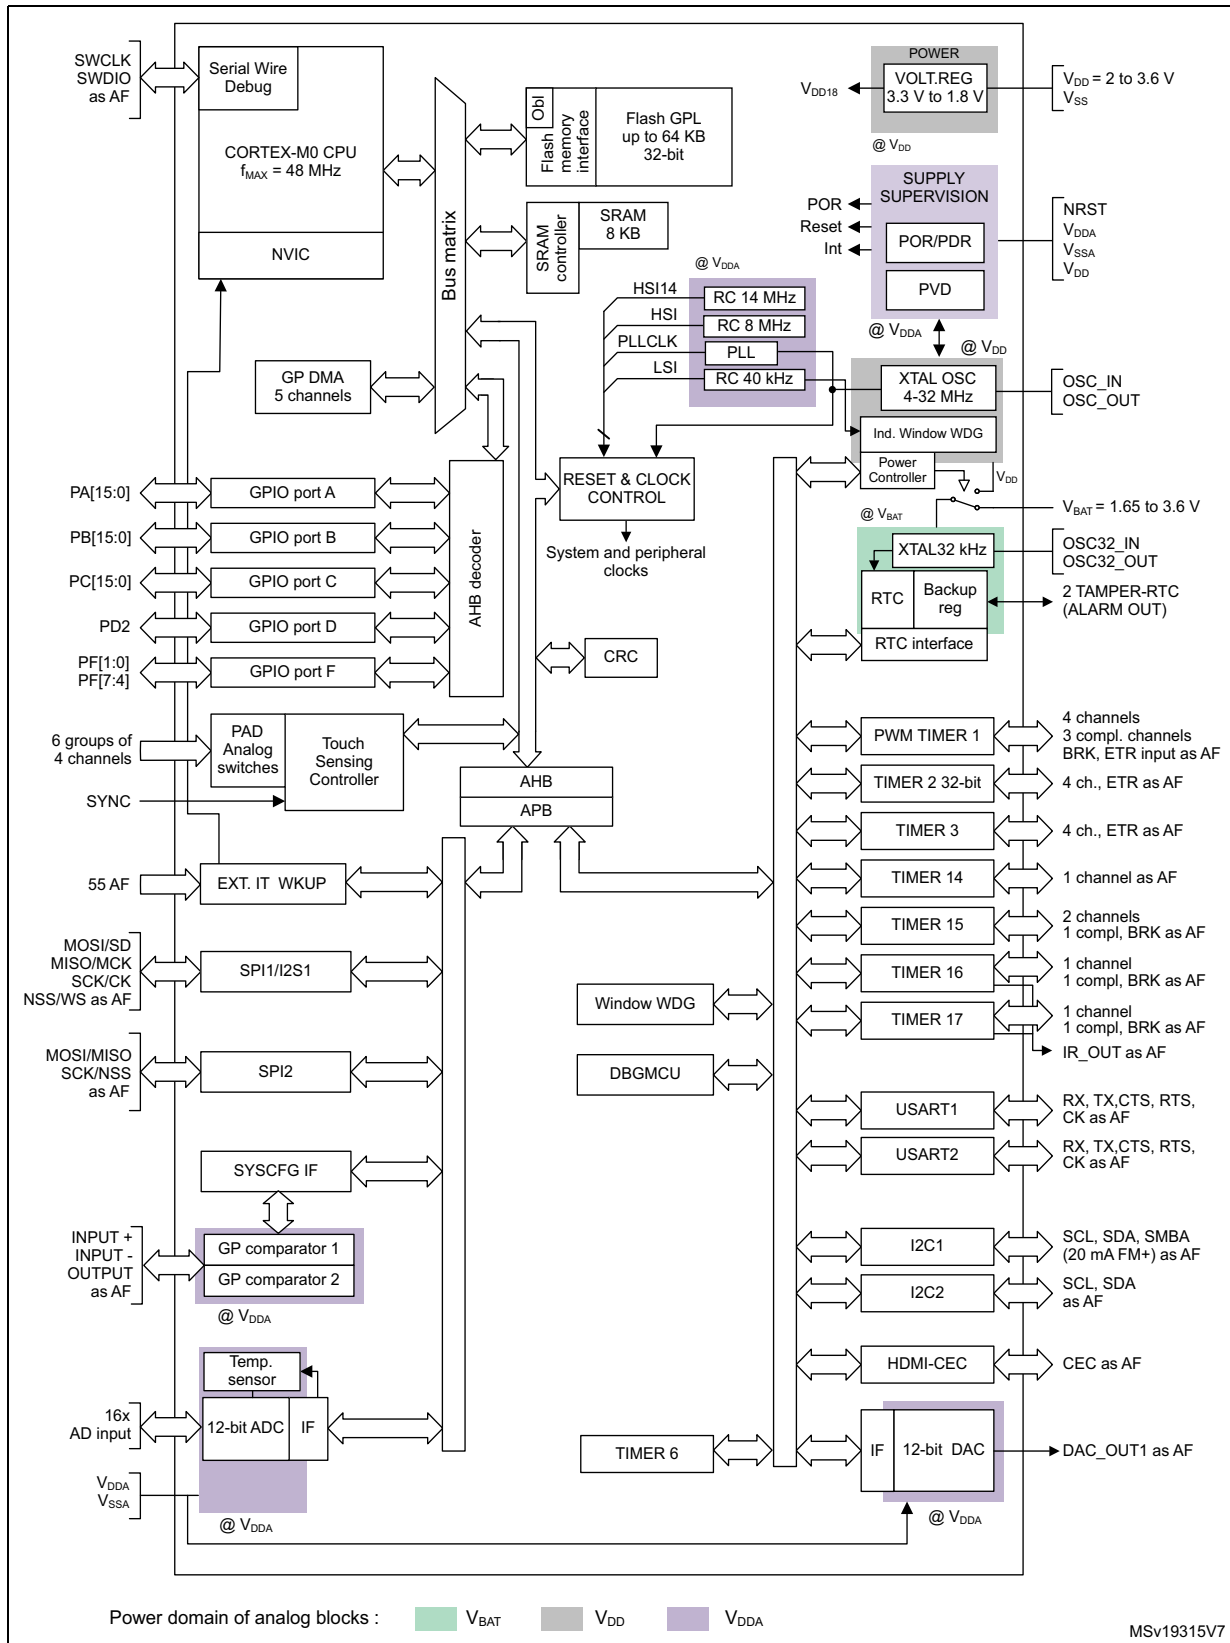 SWCLK
SWDIO
as AF
Serial Wire
Debug
CORTEX-M0 CPU
fMAX = 48 MHz
NVIC
Bus matrix
Obl
Flash
memory
interface
Flash GPL
up to 64 KB
32-bit
SRAM
controller
SRAM
8 KB
POWER
VOLT.REG
3.3 V to 1.8 V
VDD18
VDD = 2 to 3.6 V
VSS
@ VDD
SUPPLY
SUPERVISION
POR/PDR
PVD
POR
Reset
Int
NRST
VDDA
VSSA
VDD
@ VDDA
@ VDD
@ VDDA
HSI14
HSI
PLLCLK
LSI
RC 14 MHz
RC 8 MHz
PLL
RC 40 kHz
XTAL OSC
4-32 MHz
OSC_IN
OSC_OUT
Ind. Window WDG
Power
Controller
VDD
VBAT = 1.65 to 3.6 V
@ VBAT
XTAL32 kHz
OSC32_IN
OSC32_OUT
RTC
Backup
reg
2 TAMPER-RTC
(ALARM OUT)
RTC interface
GP DMA
5 channels
RESET & CLOCK
CONTROL
System and peripheral
clocks
PA[15:0]
GPIO port A
PB[15:0]
GPIO port B
PC[15:0]
GPIO port C
PD2
GPIO port D
PF[1:0]
PF[7:4]
GPIO port F
AHB decoder
CRC
6 groups of
4 channels
PAD
Analog
switches
Touch
Sensing
Controller
SYNC
AHB
APB
55 AF
EXT. IT WKUP
MOSI/SD
MISO/MCK
SCK/CK
NSS/WS as AF
SPI1/I2S1
MOSI/MISO
SCK/NSS
as AF
SPI2
SYSCFG IF
INPUT +
INPUT -
OUTPUT
as AF
GP comparator 1
GP comparator 2
@ VDDA
Temp.
sensor
16x
AD input
12-bit ADC
IF
VDDA
VSSA
@ VDDA
Window WDG
DBGMCU
TIMER 6
PWM TIMER 1
4 channels
3 compl. channels
BRK, ETR input as AF
TIMER 2 32-bit
4 ch., ETR as AF
TIMER 3
4 ch., ETR as AF
TIMER 14
1 channel as AF
TIMER 15
2 channels
1 compl, BRK as AF
TIMER 16
1 channel
1 compl, BRK as AF
TIMER 17
1 channel
1 compl, BRK as AF
IR_OUT as AF
USART1
RX, TX,CTS, RTS,
CK as AF
USART2
RX, TX,CTS, RTS,
CK as AF
I2C1
SCL, SDA, SMBA
(20 mA FM+) as AF
I2C2
SCL, SDA
as AF
HDMI-CEC
CEC as AF
IF
12-bit DAC
DAC_OUT1 as AF
@ VDDA
Power domain of analog blocks :
VBAT
VDD
VDDA
MSv19315V7